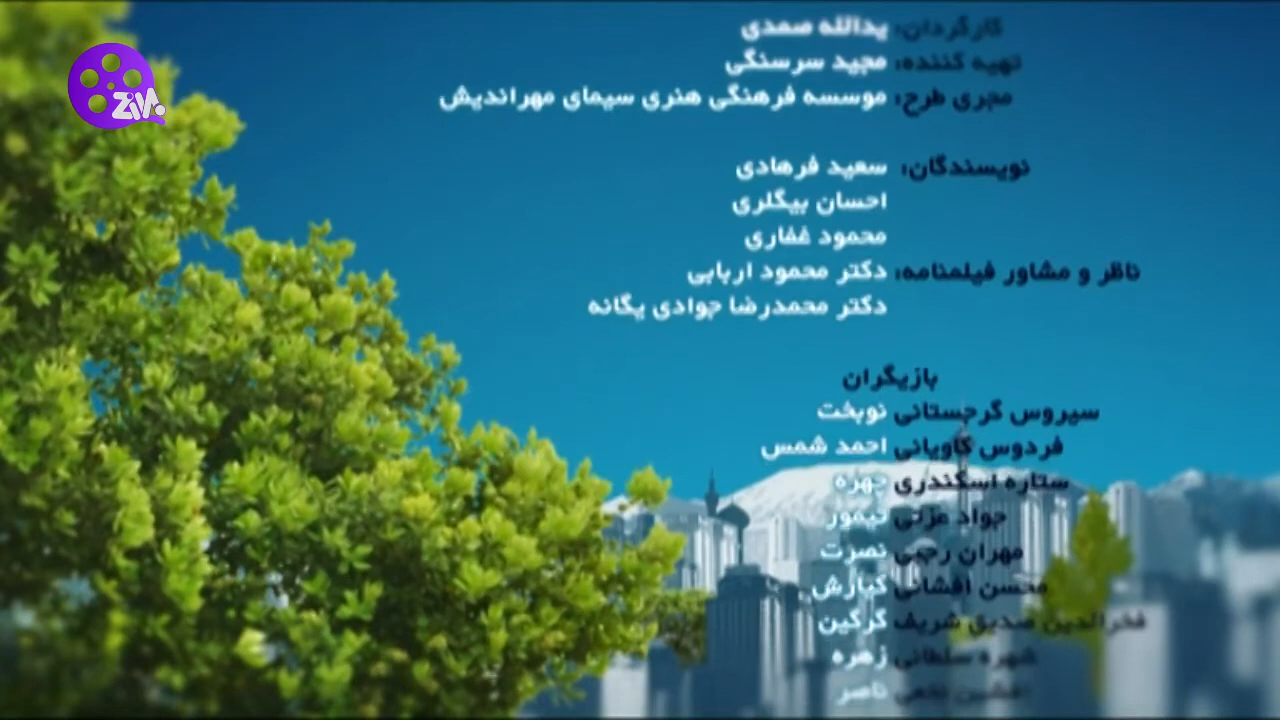 ZiM.
کارگردان: یدالله صمدی
تهیه کننده: مجید سرسنگی
مجری طرح: موسسه فرهنگی هنری سیمای مهراندیش
نویسندگان: سعید فرهادی
احسان بیگلری
محمود غفاری
ناظر و مشاور فیلمنامه: دکتر محمود اربابی
دکتر محمدرضا جوادی یگانه
بازیگران
سیروس گرجستانی نوبخت
فردوس کاویانی احمد شمس
ستاره اسکندری چهره
جواد عزتی تیمور
مهران رجبی نصرت
محسن افشانی کیارش
فخرالدین صدیق شریف گرگین
شهره سلطانی زهره
افشین نخعی ناصر